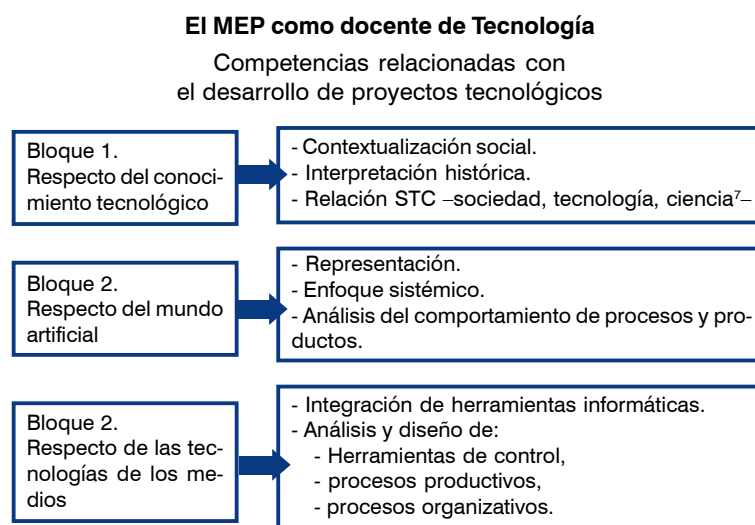 El MEP como docente de Tecnología
Competencias relacionadas con
el desarrollo de proyectos tecnológicos
Bloque 1.
Respecto del conoci-
miento tecnológico
- Contextualización social.
- Interpretación histórica.
- Relación STC –sociedad, tecnología, ciencia⁷–
Bloque 2.
Respecto del mundo
artificial
- Representación.
- Enfoque sistémico.
- Análisis del comportamiento de procesos y pro-
ductos.
Bloque 2.
Respecto de las tec-
nologías de los me-
dios
- Integración de herramientas informáticas.
- Análisis y diseño de:
- Herramientas de control,
- procesos productivos,
- procesos organizativos.